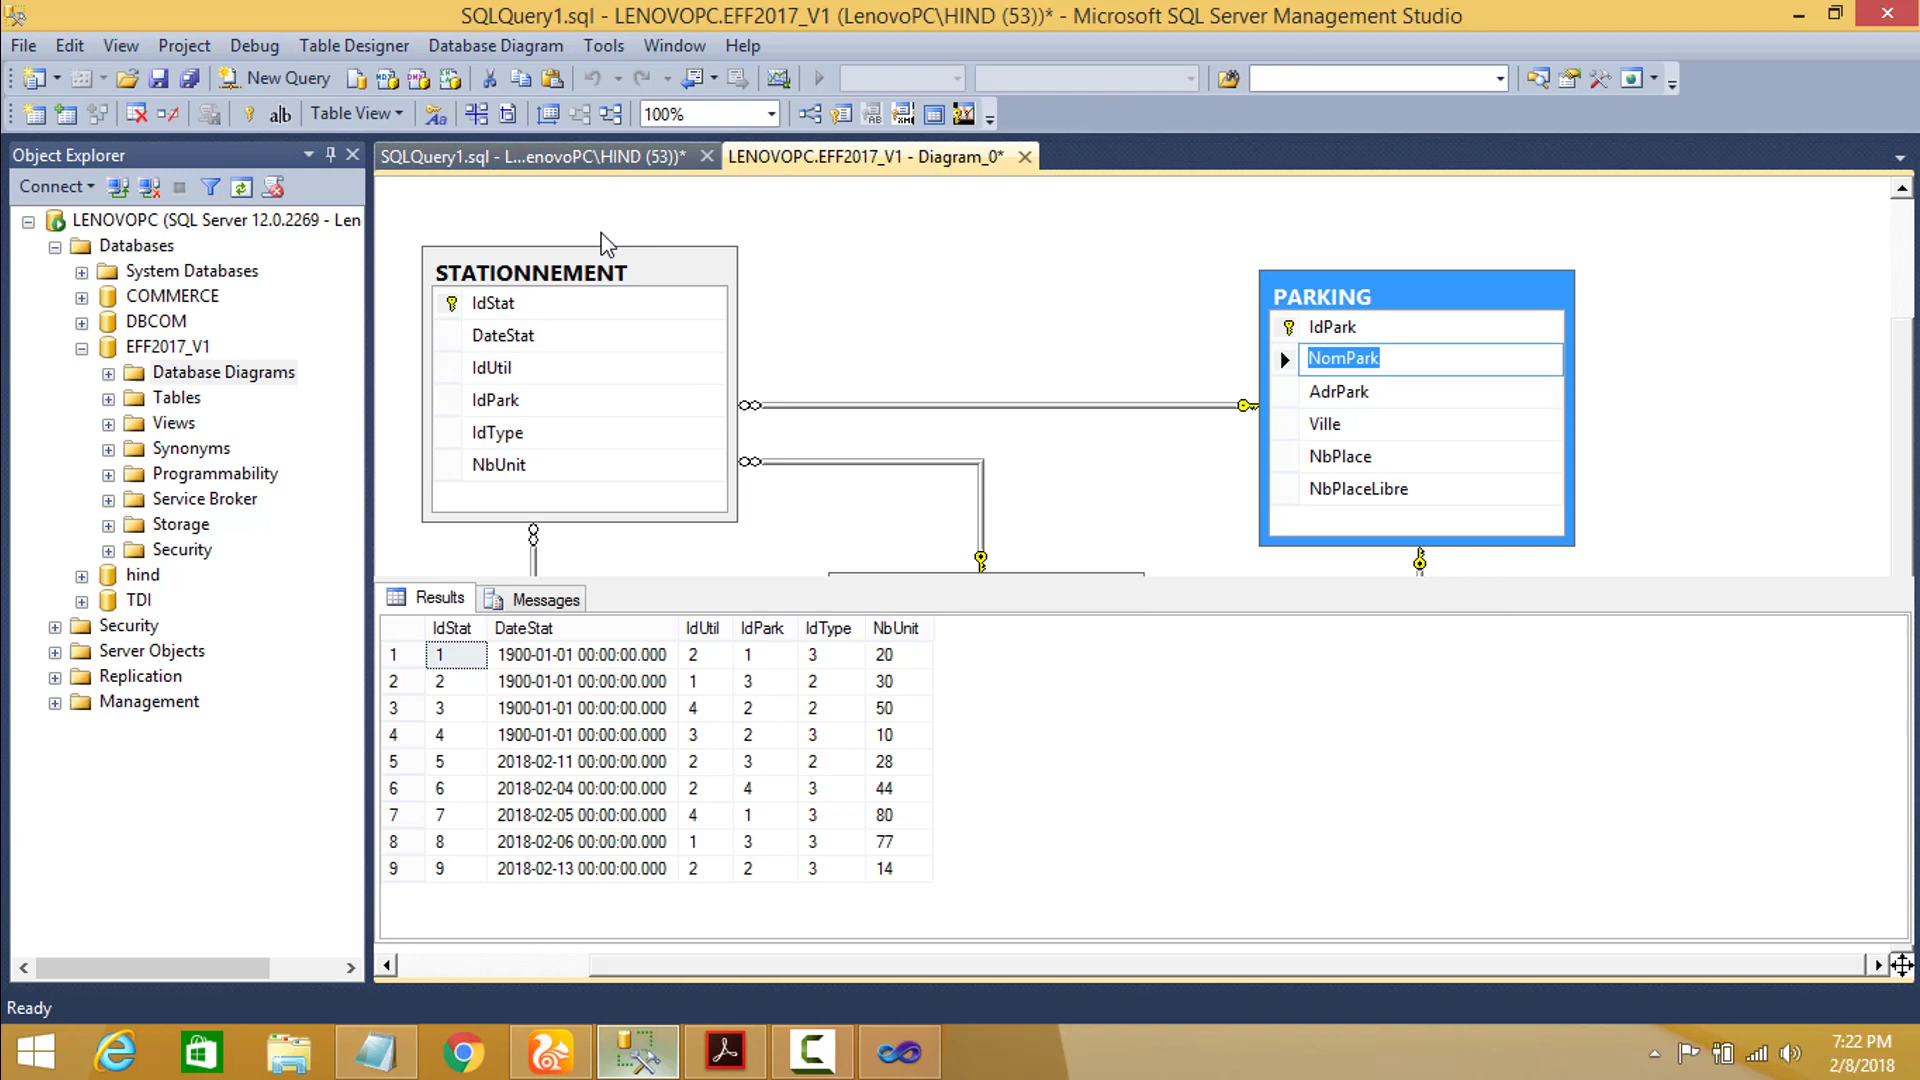 SQLQuery1.sql - LENOVOPC.EFF2017_V1 (LenovoPC\HIND (53))* - Microsoft SQL Server Management Studio
File Edit View Project Debug Table Designer Database Diagram Tools Window Help
New Query
Table View 100%
Object Explorer
SQLQuery1.sql - L...enovoPC\HIND (53))*
LENOVOPC.EFF2017_V1 - Diagram_0*
Connect
LENOVOPC (SQL Server 12.0.2269 - Len
Databases
System Databases
COMMERCE
DBCOM
EFF2017_V1
Database Diagrams
Tables
Views
Synonyms
Programmability
Service Broker
Storage
Security
hind
TDI
Security
Server Objects
Replication
Management
STATIONNEMENT
IdStat
DateStat
IdUtil
IdPark
IdType
NbUnit
PARKING
IdPark
NomPark
AdrPark
Ville
NbPlace
NbPlaceLibre
Results Messages
IdStat DateStat IdUtil IdPark IdType NbUnit
1 1 1900-01-01 00:00:00.000 2 1 3 20
2 2 1900-01-01 00:00:00.000 1 3 2 30
3 3 1900-01-01 00:00:00.000 4 2 2 50
4 4 1900-01-01 00:00:00.000 3 2 3 10
5 5 2018-02-11 00:00:00.000 2 3 2 28
6 6 2018-02-04 00:00:00.000 2 4 3 44
7 7 2018-02-05 00:00:00.000 4 1 3 80
8 8 2018-02-06 00:00:00.000 1 3 3 77
9 9 2018-02-13 00:00:00.000 2 2 3 14
Ready
7:22 PM
2/8/2018